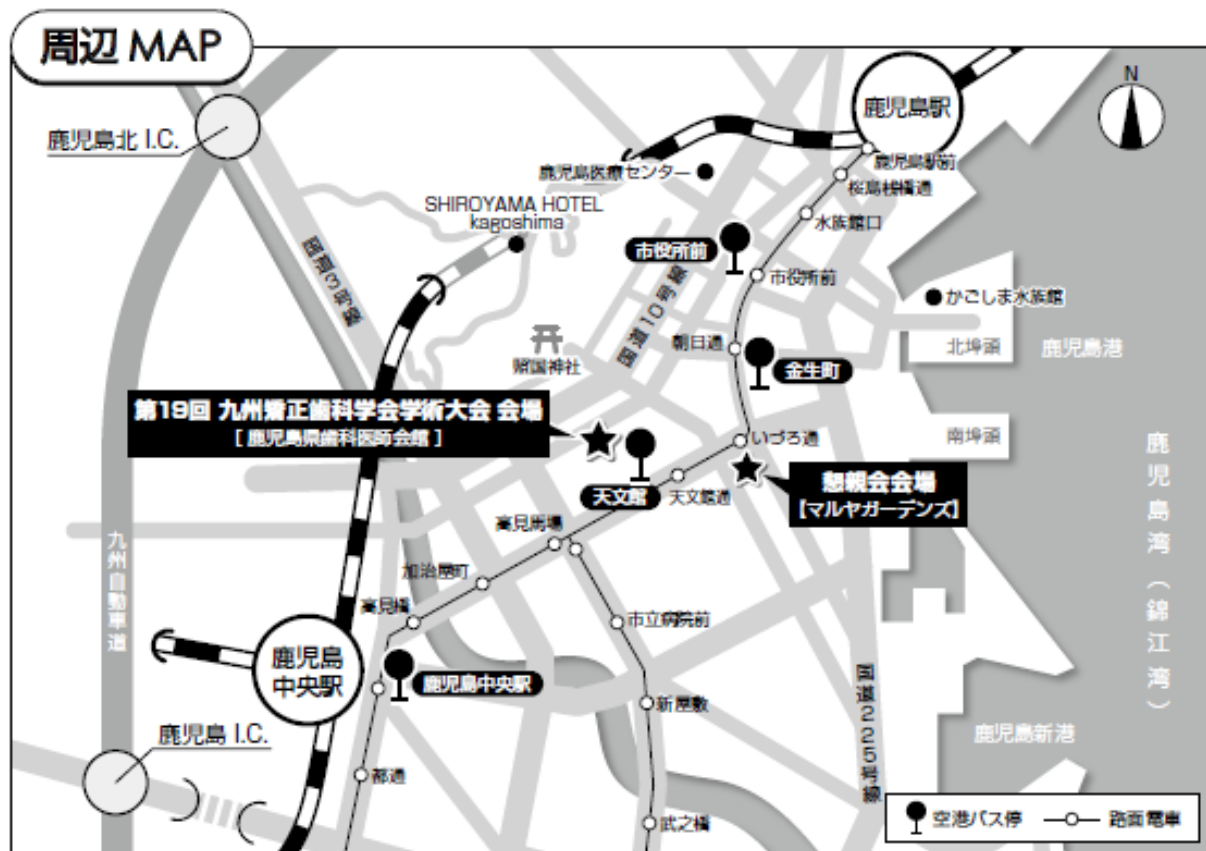 周辺 MAP
鹿児島北 I.C.
鹿児島駅
N
鹿児島駅前
鹿児島医療センター
桜島桟橋通
SHIROYAMA HOTEL
kagoshima
水族館口
市役所前
国道3号線
市役所前
国道10号線
かごしま水族館
朝日通
北埠頭
鹿児島港
照国神社
金生町
第19回 九州矯正歯科学会学術大会 会場
[ 鹿児島県歯科医師会館 ]
いづろ通
南埠頭
天文館
天文館通
懇親会会場
【マルヤガーデンズ】
鹿児島湾（錦江湾）
高見馬場
九州自動車道
加治屋町
高見橋
市立病院前
鹿児島
中央駅
鹿児島中央駅
新屋敷
国道225号線
鹿児島 I.C.
鹿児島新港
都通
武之橋
空港バス停
路面電車